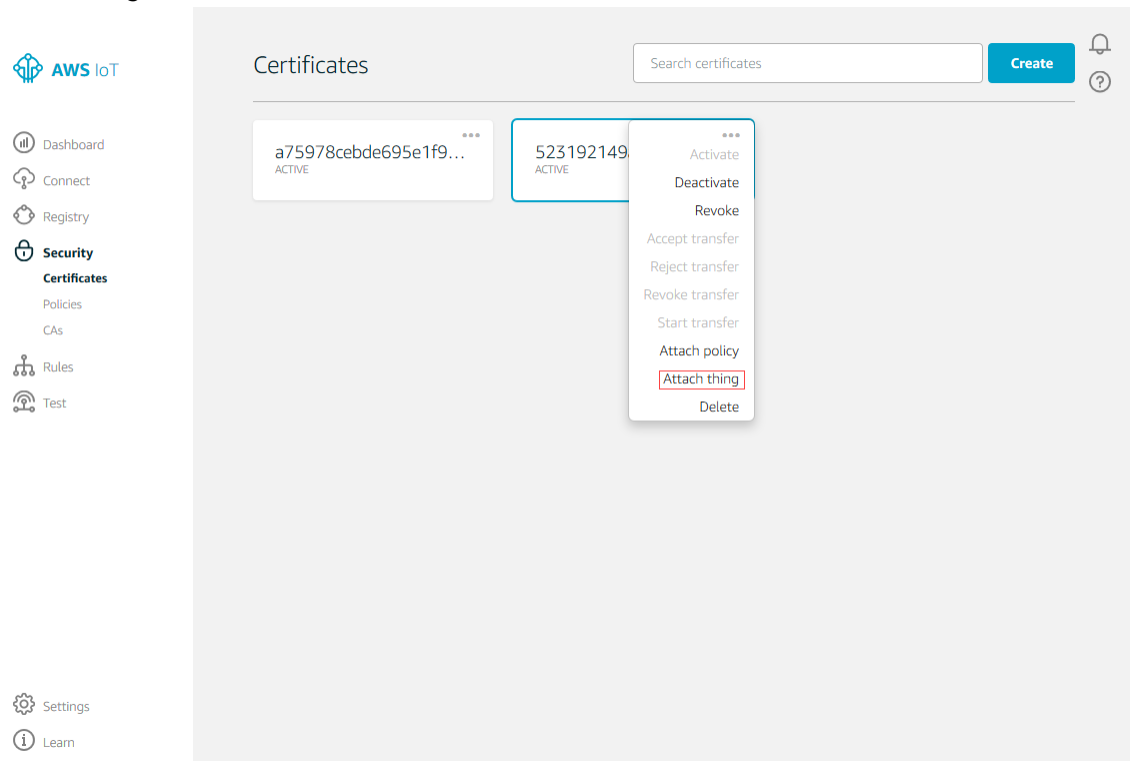 AWS IoT
Dashboard
Connect
Registry
Security
Certificates
Policies
CAs
Rules
Test
Settings
Learn
Certificates
Search certificates
Create
a75978cebde695e1f9...
ACTIVE
523192149
ACTIVE
Activate
Deactivate
Revoke
Accept transfer
Reject transfer
Revoke transfer
Start transfer
Attach policy
Attach thing
Delete